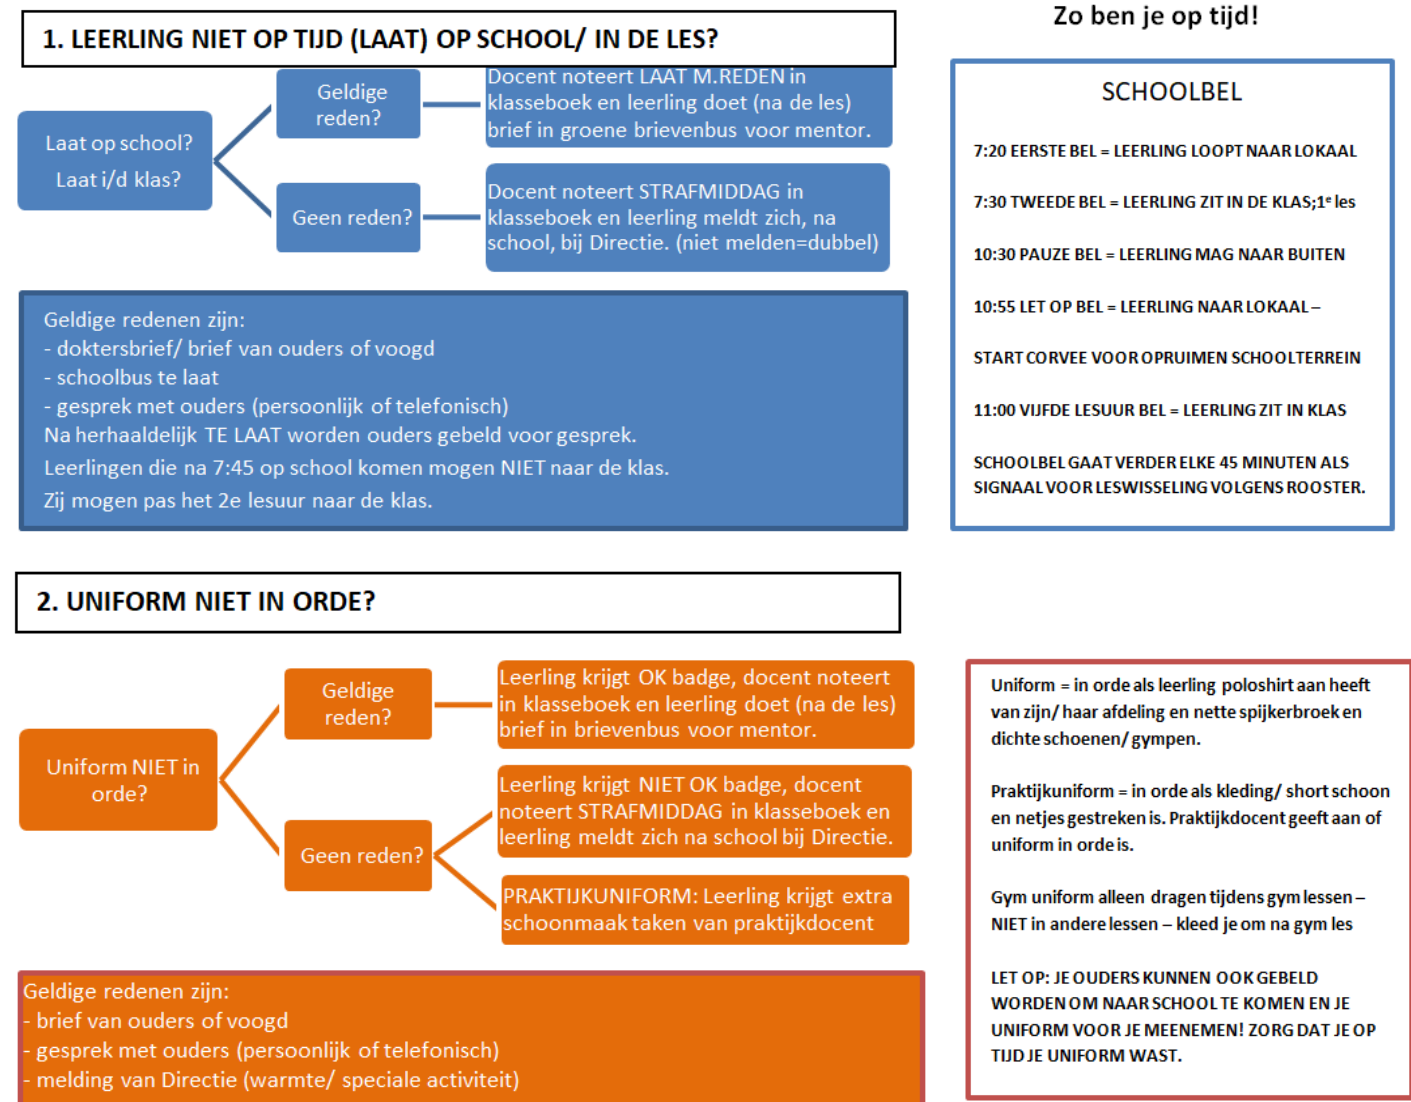 1. LEERLING NIET OP TIJD (LAAT) OP SCHOOL/ IN DE LES?
Laat op school?
Laat i/d klas?
Geldige
reden?
Docent noteert LAAT M.REDEN in
klasseboek en leerling doet (na de les)
brief in groene brievenbus voor mentor.
Geen reden?
Docent noteert STRAFMIDDAG in
klasseboek en leerling meldt zich, na
school, bij Directie. (niet melden=dubbel)
Geldige redenen zijn:
- doktersbrief/ brief van ouders of voogd
- schoolbus te laat
- gesprek met ouders (persoonlijk of telefonisch)
Na herhaaldelijk TE LAAT worden ouders gebeld voor gesprek.
Leerlingen die na 7:45 op school komen mogen NIET naar de klas.
Zij mogen pas het 2e lesuur naar de klas.
Zo ben je op tijd!
SCHOOLBEL
7:20 EERSTE BEL = LEERLING LOOPT NAAR LOKAAL
7:30 TWEEDE BEL = LEERLING ZIT IN DE KLAS;1e les
10:30 PAUZE BEL = LEERLING MAG NAAR BUITEN
10:55 LET OP BEL = LEERLING NAAR LOKAAL –
START CORVEE VOOR OPRUIMEN SCHOOLTERREIN
11:00 VIJFDE LESUUR BEL = LEERLING ZIT IN KLAS
SCHOOLBEL GAAT VERDER ELKE 45 MINUTEN ALS
SIGNAAL VOOR LESWISSELING VOLGENS ROOSTER.
2. UNIFORM NIET IN ORDE?
Uniform NIET in
orde?
Geldige
reden?
Leerling krijgt OK badge, docent noteert
in klasseboek en leerling doet (na de les)
brief in brievenbus voor mentor.
Geen reden?
Leerling krijgt NIET OK badge, docent
noteert STRAFMIDDAG in klasseboek en
leerling meldt zich na school bij Directie.
PRAKTIJKUNIFORM: Leerling krijgt extra
schoonmaak taken van praktijkdocent
Geldige redenen zijn:
- brief van ouders of voogd
- gesprek met ouders (persoonlijk of telefonisch)
- melding van Directie (warmte/ speciale activiteit)
Uniform = in orde als leerling poloshirt aan heeft
van zijn/ haar afdeling en nette spijkerbroek en
dichte schoenen/ gympen.
Praktijkuniform = in orde als kleding/ short schoon
en netjes gestreken is. Praktijkdocent geeft aan of
uniform in orde is.
Gym uniform alleen dragen tijdens gym lessen –
NIET in andere lessen – kleed je om na gym les
LET OP: JE OUDERS KUNNEN OOK GEBELD
WORDEN OM NAAR SCHOOL TE KOMEN EN JE
UNIFORM VOOR JE MEENEMEN! ZORG DAT JE OP
TIJD JE UNIFORM WAST.